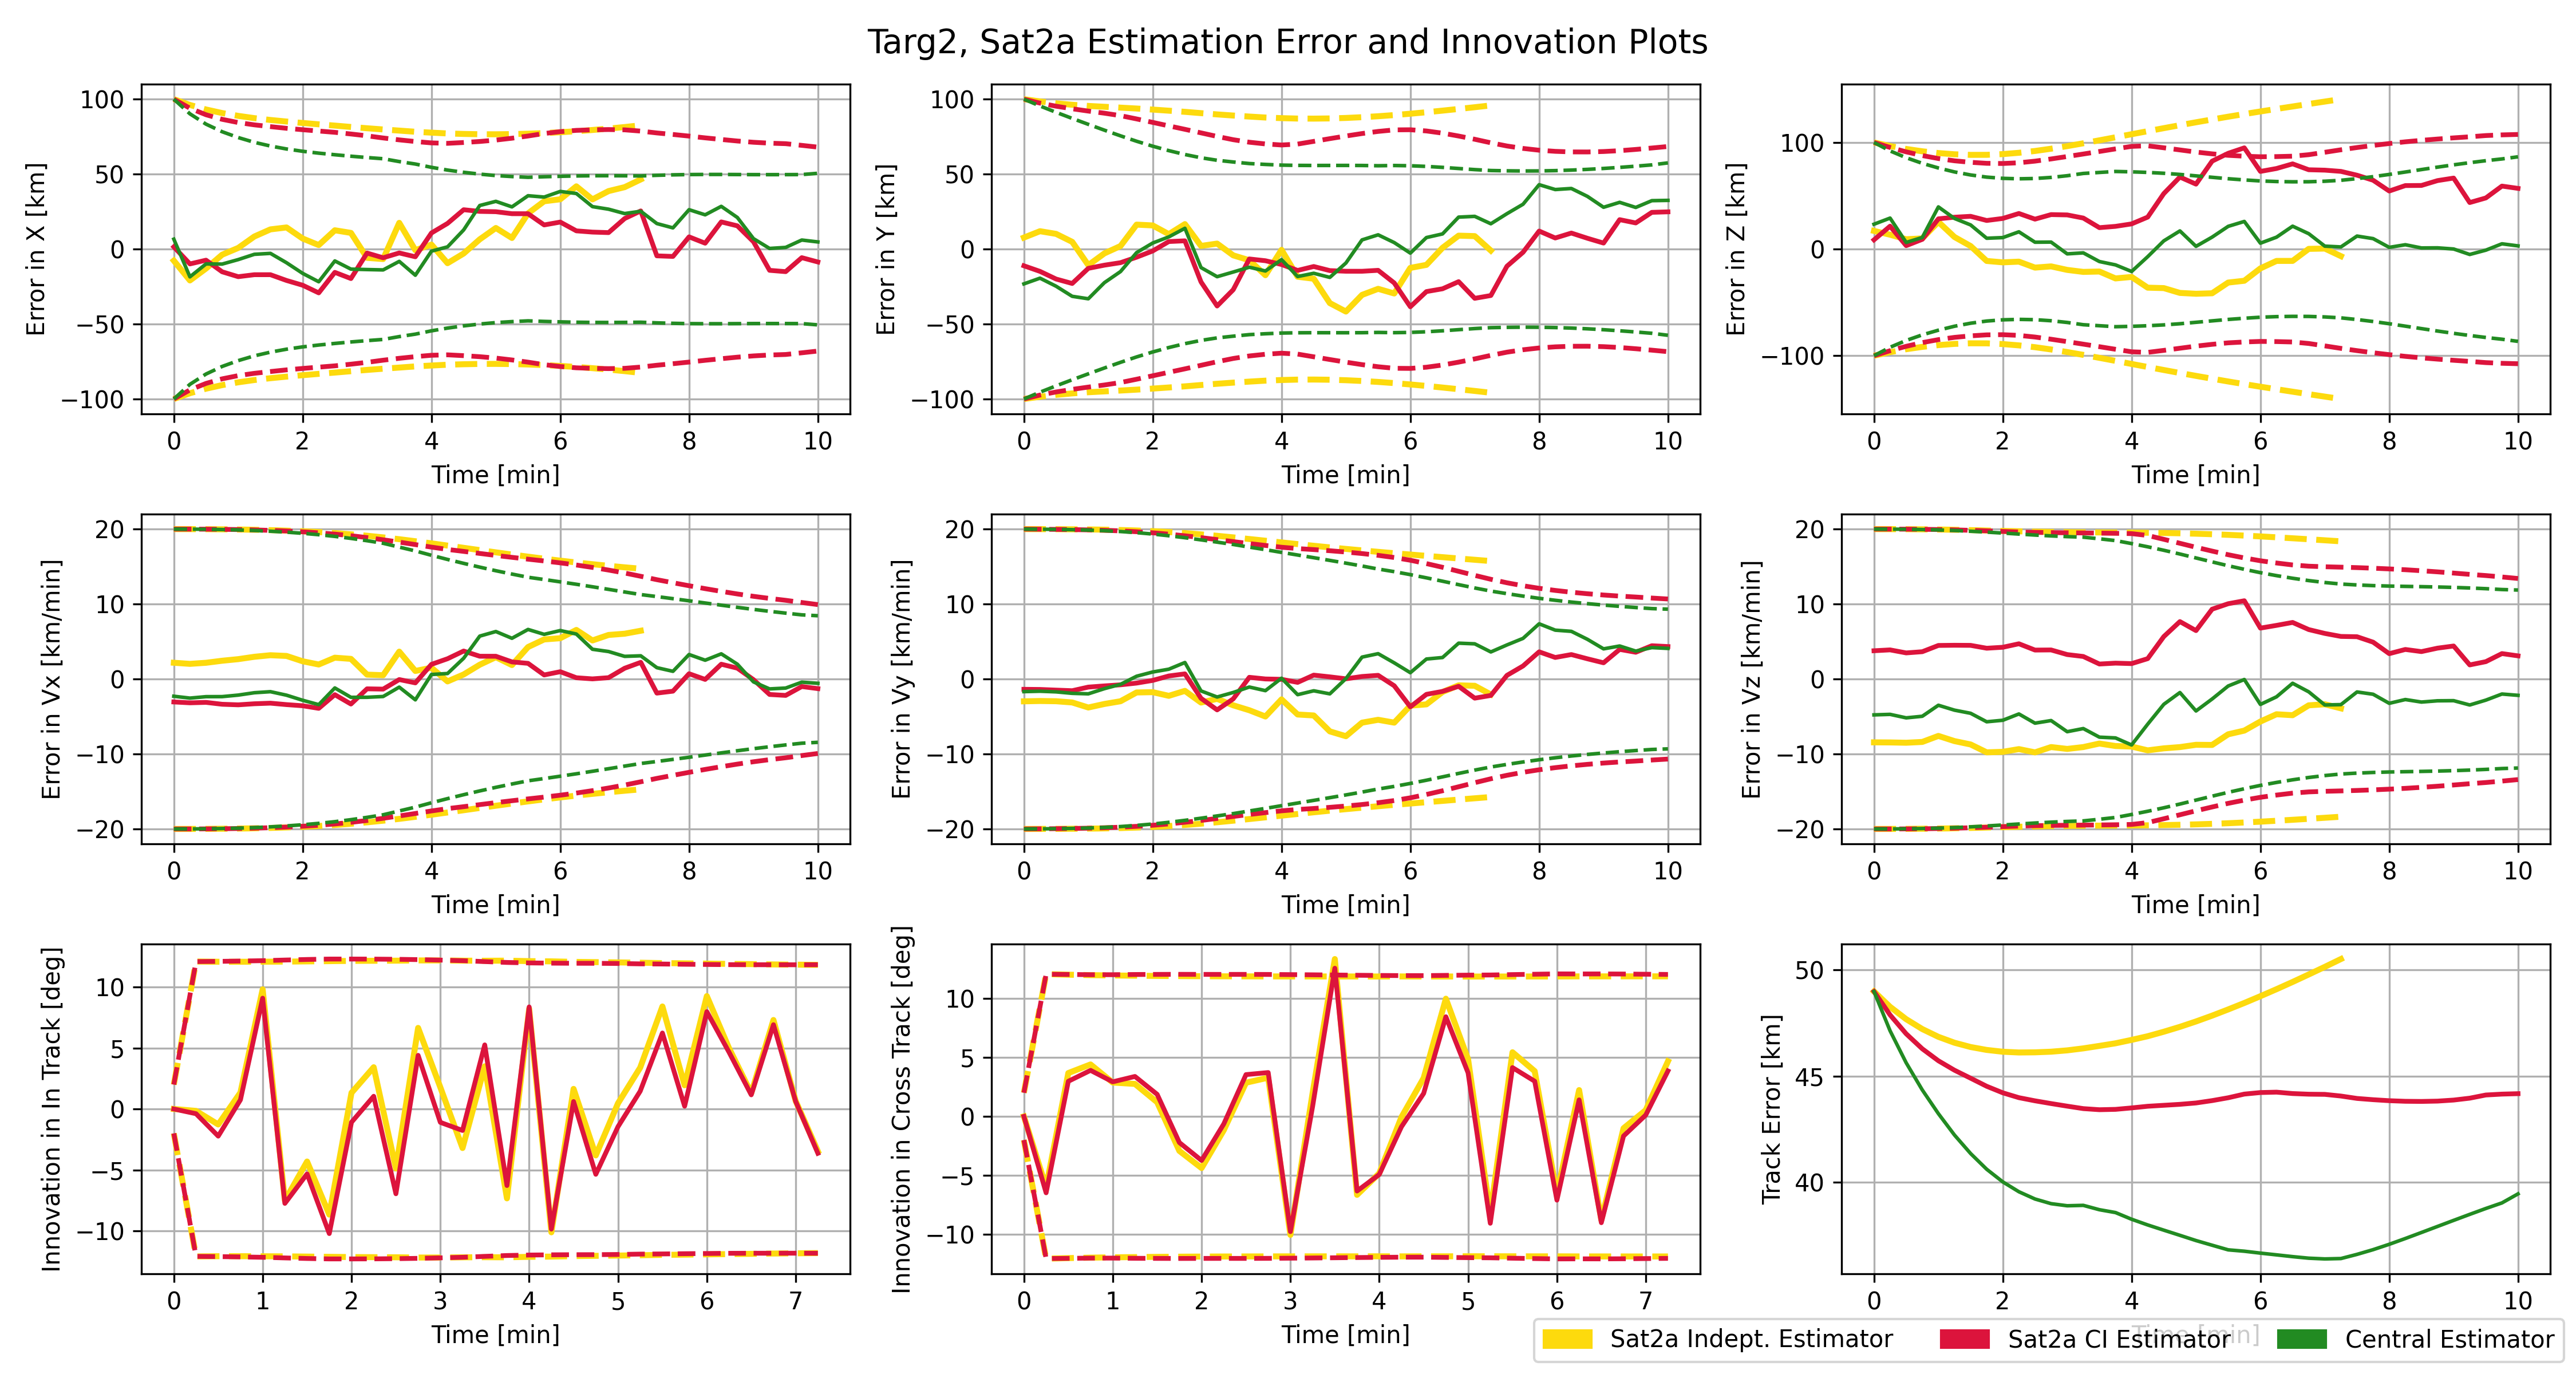 Targ2, Sat2a Estimation Error and Innovation Plots
Error in X [km]
100
50
0
−50
−100
0 2 4 6 8 10
Time [min]
Error in Y [km]
100
50
0
−50
−100
0 2 4 6 8 10
Time [min]
Error in Z [km]
100
0
−100
0 2 4 6 8 10
Time [min]
Error in Vx [km/min]
20
10
0
−10
−20
0 2 4 6 8 10
Time [min]
Error in Vy [km/min]
20
10
0
−10
−20
0 2 4 6 8 10
Time [min]
Error in Vz [km/min]
20
10
0
−10
−20
0 2 4 6 8 10
Time [min]
Innovation in In Track [deg]
10
5
0
−5
−10
0 1 2 3 4 5 6 7
Time [min]
Innovation in Cross Track [deg]
10
5
0
−5
−10
0 1 2 3 4 5 6 7
Time [min]
Track Error [km]
50
45
40
0 2 4 6 8 10
Time [min]
Sat2a Indept. Estimator
Sat2a CI Estimator
Central Estimator